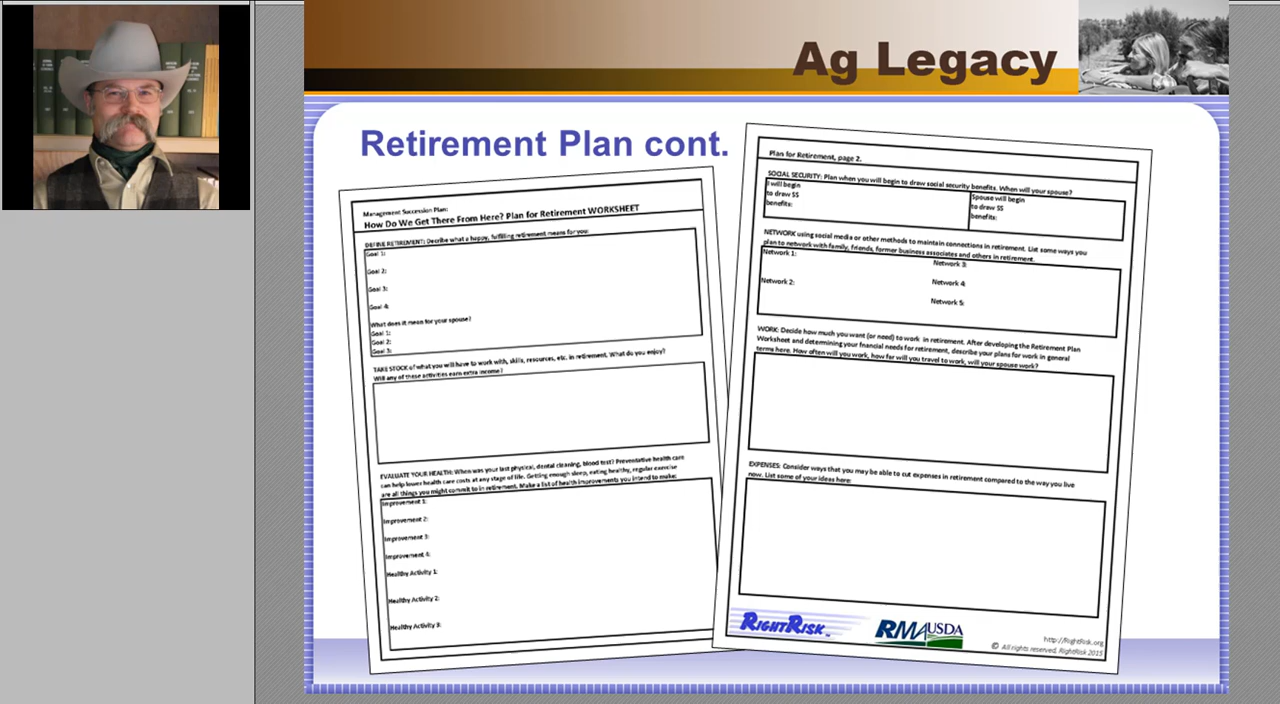 Ag Legacy
Retirement Plan cont.
Management Succession Plan:
How Do We Get There From Here? Plan for Retirement WORKSHEET
DEFINE RETIREMENT: Decribe what a happy, fulfilling retirement means for you:
Goal 1:
Goal 2:
Goal 3:
Goal 4:
What does it mean for your spouse?
Goal 1:
Goal 2:
Goal 3:
TAKE STOCK of what you will have to work with, skills, resources, etc. in retirement. What do you enjoy?
Will any of these activities earn extra income?
EVALUATE YOUR HEALTH: When was your last physical, dental cleaning, blood test? Preventative health care
can help lower health care costs at any stage of life. Getting enough sleep, eating healthy, regular exercise
are all things you might commit to in retirement. Make a list of health improvements you intend to make:
Improvement 1:
Improvement 2:
Improvement 3:
Improvement 4:
Healthy Activity 1:
Healthy Activity 2:
Healthy Activity 3:
Plan for Retirement, page 2.
SOCIAL SECURITY: Plan when you will begin to draw social security benefits. When will your spouse?
I will begin
to draw SS
benefits:
Spouse will begin
to draw SS
benefits:
NETWORK using social media or other methods to maintain connections in retirement. List some ways you
plan to network with family, friends, former business associates and others in retirement.
Network 1:
Network 2:
Network 3:
Network 4:
Network 5:
WORK: Decide how much you want (or need) to work in retirement. After developing the Retirement Plan
Worksheet and determining your financial needs for retirement, describe your plans for work in general
terms here. How often will you work, how far will you travel to work, will your spouse work?
EXPENSES: Consider ways that you may be able to cut expenses in retirement compared to the way you live
now. List some of your ideas here:
RIGHTRISK™
RMA USDA
http://RightRisk.org
© All rights reserved. RightRisk 2015